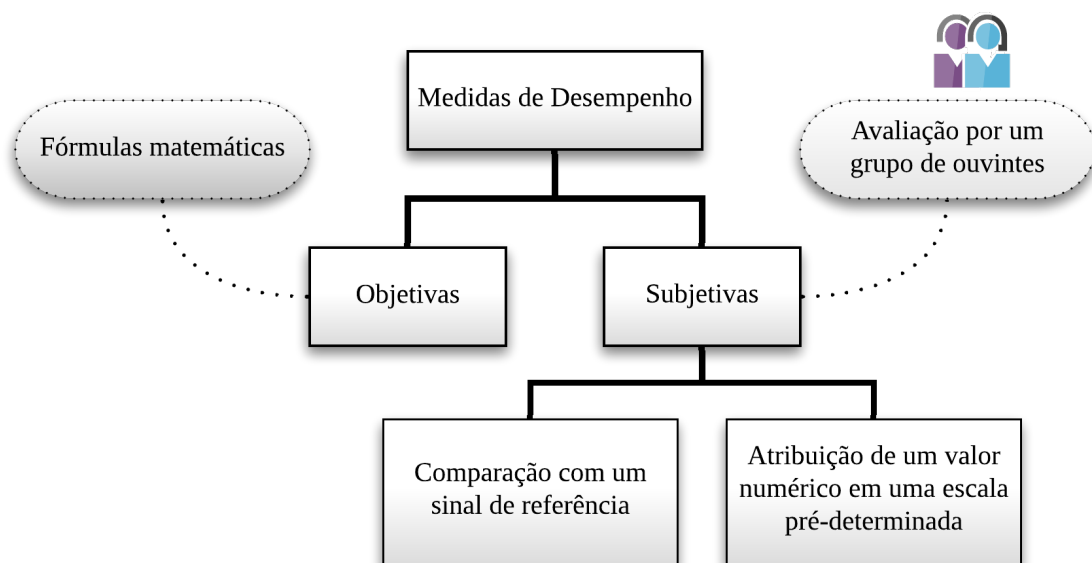 Medidas de Desempenho
Fórmulas matemáticas
Avaliação por um
grupo de ouvintes
Objetivas
Subjetivas
Comparação com um
sinal de referência
Atribuição de um valor
numérico em uma escala
pré-determinada